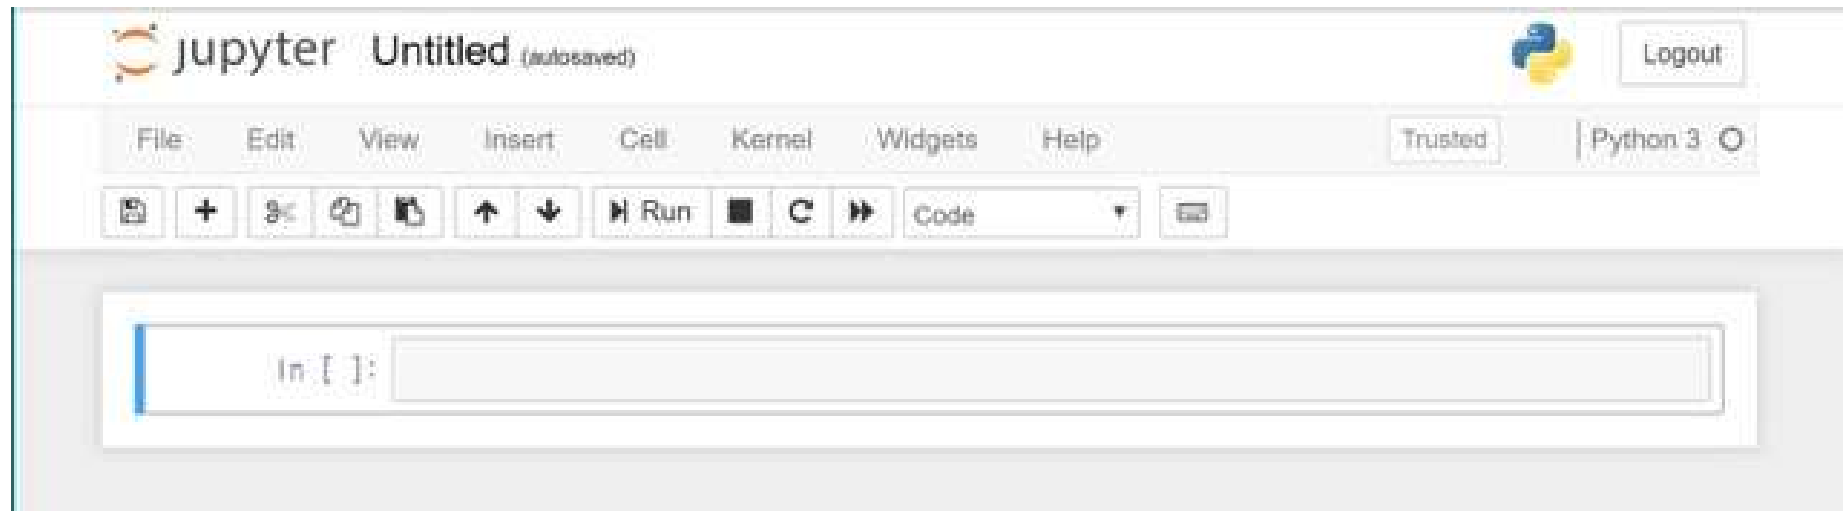 jupyter Untitled (autosaved) Logout
File Edit View Insert Cell Kernel Widgets Help Trusted Python 3
Run Code
In [ ]: